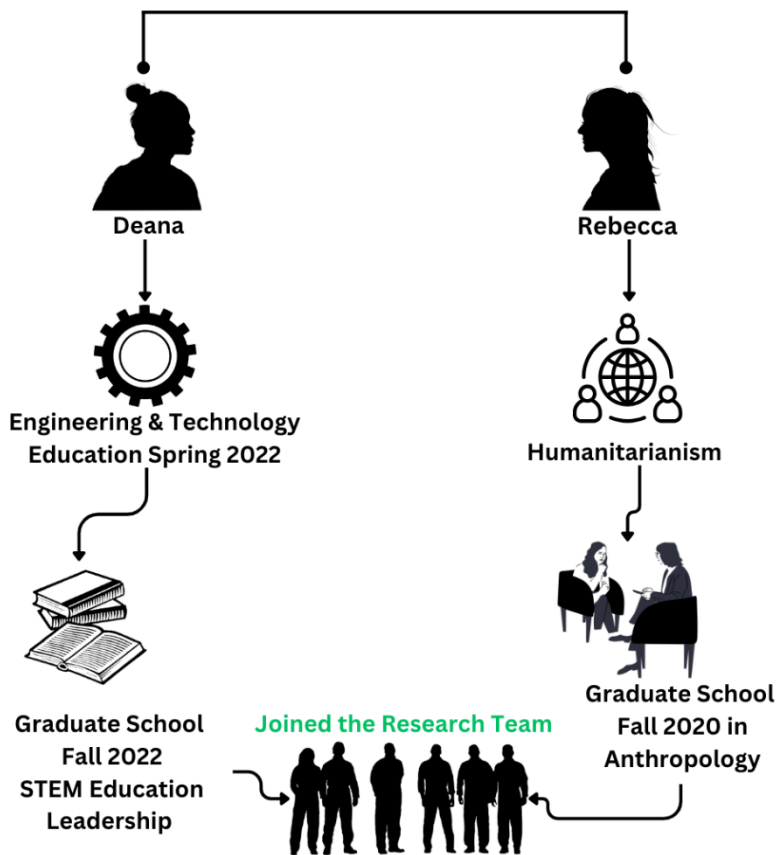 Deana
Rebecca
Engineering & Technology
Education Spring 2022
Humanitarianism
Graduate School
Fall 2022
STEM Education
Leadership
Joined the Research Team
Graduate School
Fall 2020 in
Anthropology